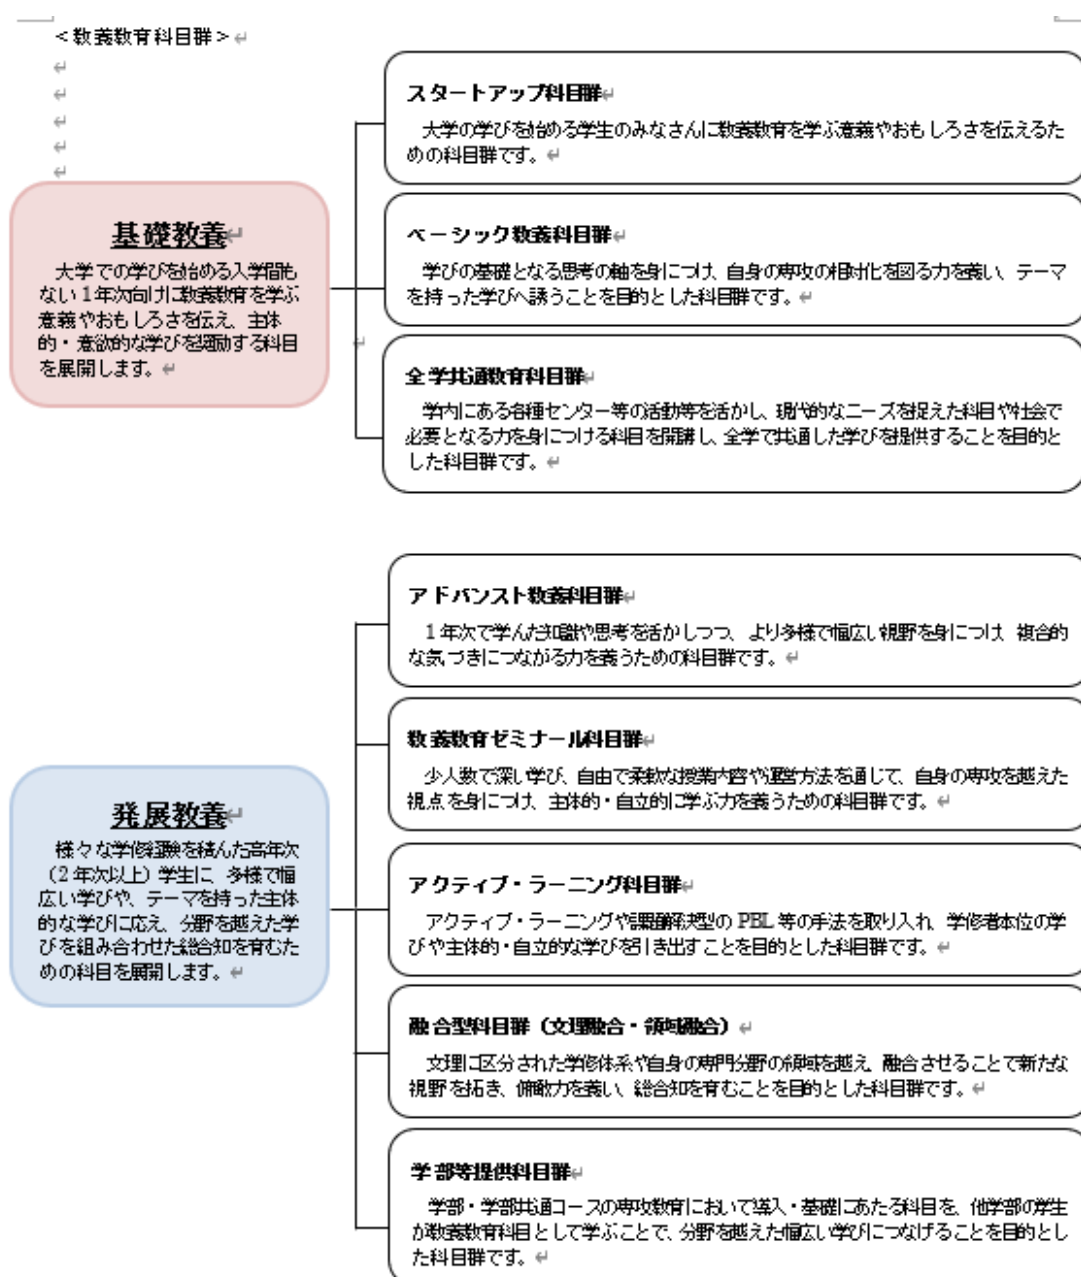 ＜教養教育科目群＞
スタートアップ科目群
大学の学びを始める学生のみなさんに教養教育を学ぶ意義やおもしろさを伝えるた
めの科目群です。
基礎教養
大学での学びを始める入学間も
ない１年次向けに教養教育を学ぶ
意義やおもしろさを伝え、主体
的・意欲的な学びを躍動する科目
を展開します。
ベーシック教養科目群
学びの基礎となる思考の軸を身につけ、自身の専攻の相対化を図る力を養い、テーマ
を持った学びへ誘うことを目的とした科目群です。
全学共通教育科目群
学内にある各種センター等の活動等を活かし、現代的なニーズを捉えた科目や社会で
必要となる力を身につける科目を開講し、全学で共通した学びを提供することを目的と
した科目群です。
アドバンスト教養科目群
１年次で学んだ知識や思考を活かしつつ、より多様で幅広い視野を身につけ、複合的
な気づきにつながる力を養うための科目群です。
教養教育ゼミナール科目群
少人数で深い学び、自由で柔軟な授業内容や運営方法を通じて、自身の専攻を越えた
視点を身につけ、主体的・自立的に学ぶ力を養うための科目群です。
発展教養
様々な学修経験を積んだ高年次
（2年次以上）学生に、多様で幅
広い学びや、テーマを持った主体
的な学びに応え、分野を越えた学
びを組み合わせた総合知を育むた
めの科目を展開します。
アクティブ・ラーニング科目群
アクティブ・ラーニングや課題解決型の PBL 等の手法を取り入れ、学修者本位の学
びや主体的・自立的な学びを引き出すことを目的とした科目群です。
融合型科目群（文理融合・領域融合）
文理に区分された学修体系や自身の専門分野の領域を越え、融合させることで新たな
視野を拓き、俯瞰力を養い、総合知を育むことを目的とした科目群です。
学部等提供科目群
学部・学部共通コースの専攻教育において導入・基礎にあたる科目を、他学部の学生
が教養教育科目として学ぶことで、分野を越えた幅広い学びにつなげることを目的とし
た科目群です。